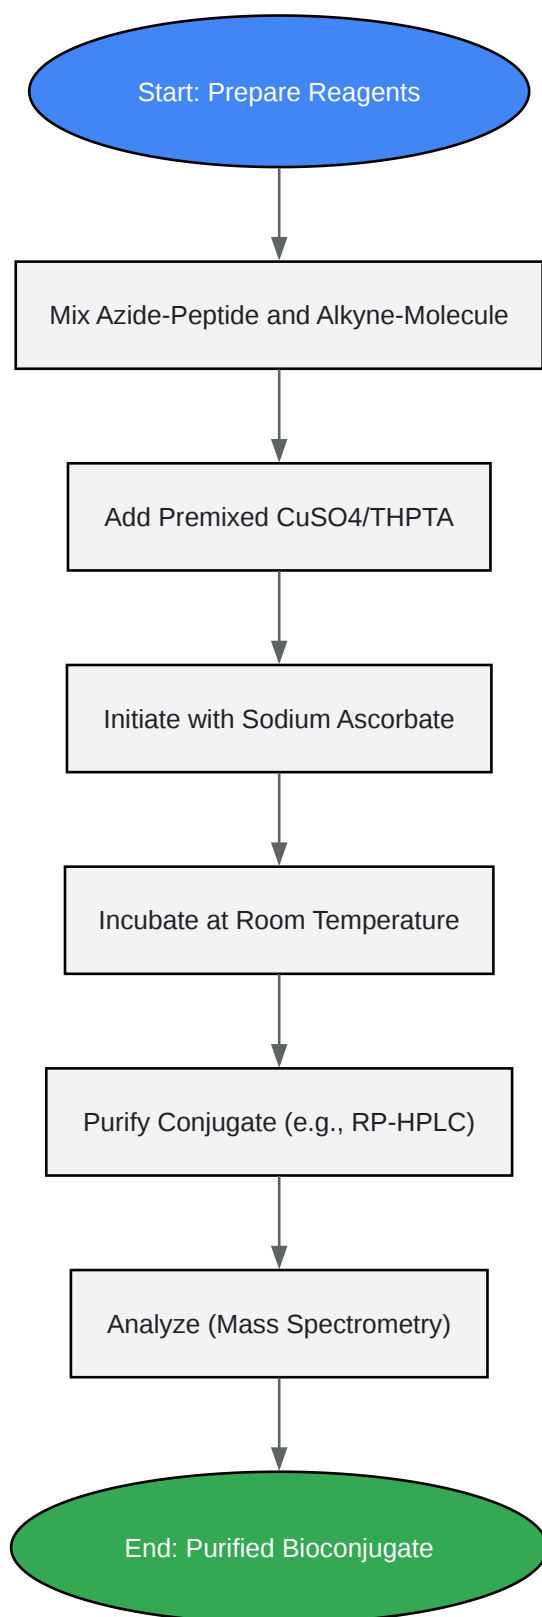 Start: Prepare Reagents
Mix Azide-Peptide and Alkyne-Molecule
Add Premixed CuSO4/THPTA
Initiate with Sodium Ascorbate
Incubate at Room Temperature
Purify Conjugate (e.g., RP-HPLC)
Analyze (Mass Spectrometry)
End: Purified Bioconjugate